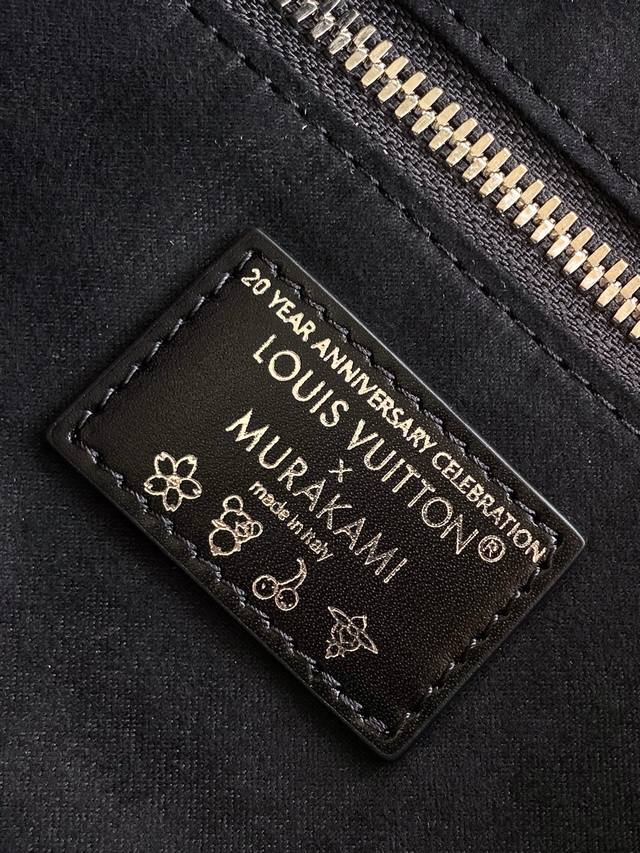 20 YEAR ANNIVERSARY CELEBRATION
LOUIS VUITTON®
×
MURAKAMI
made in Italy